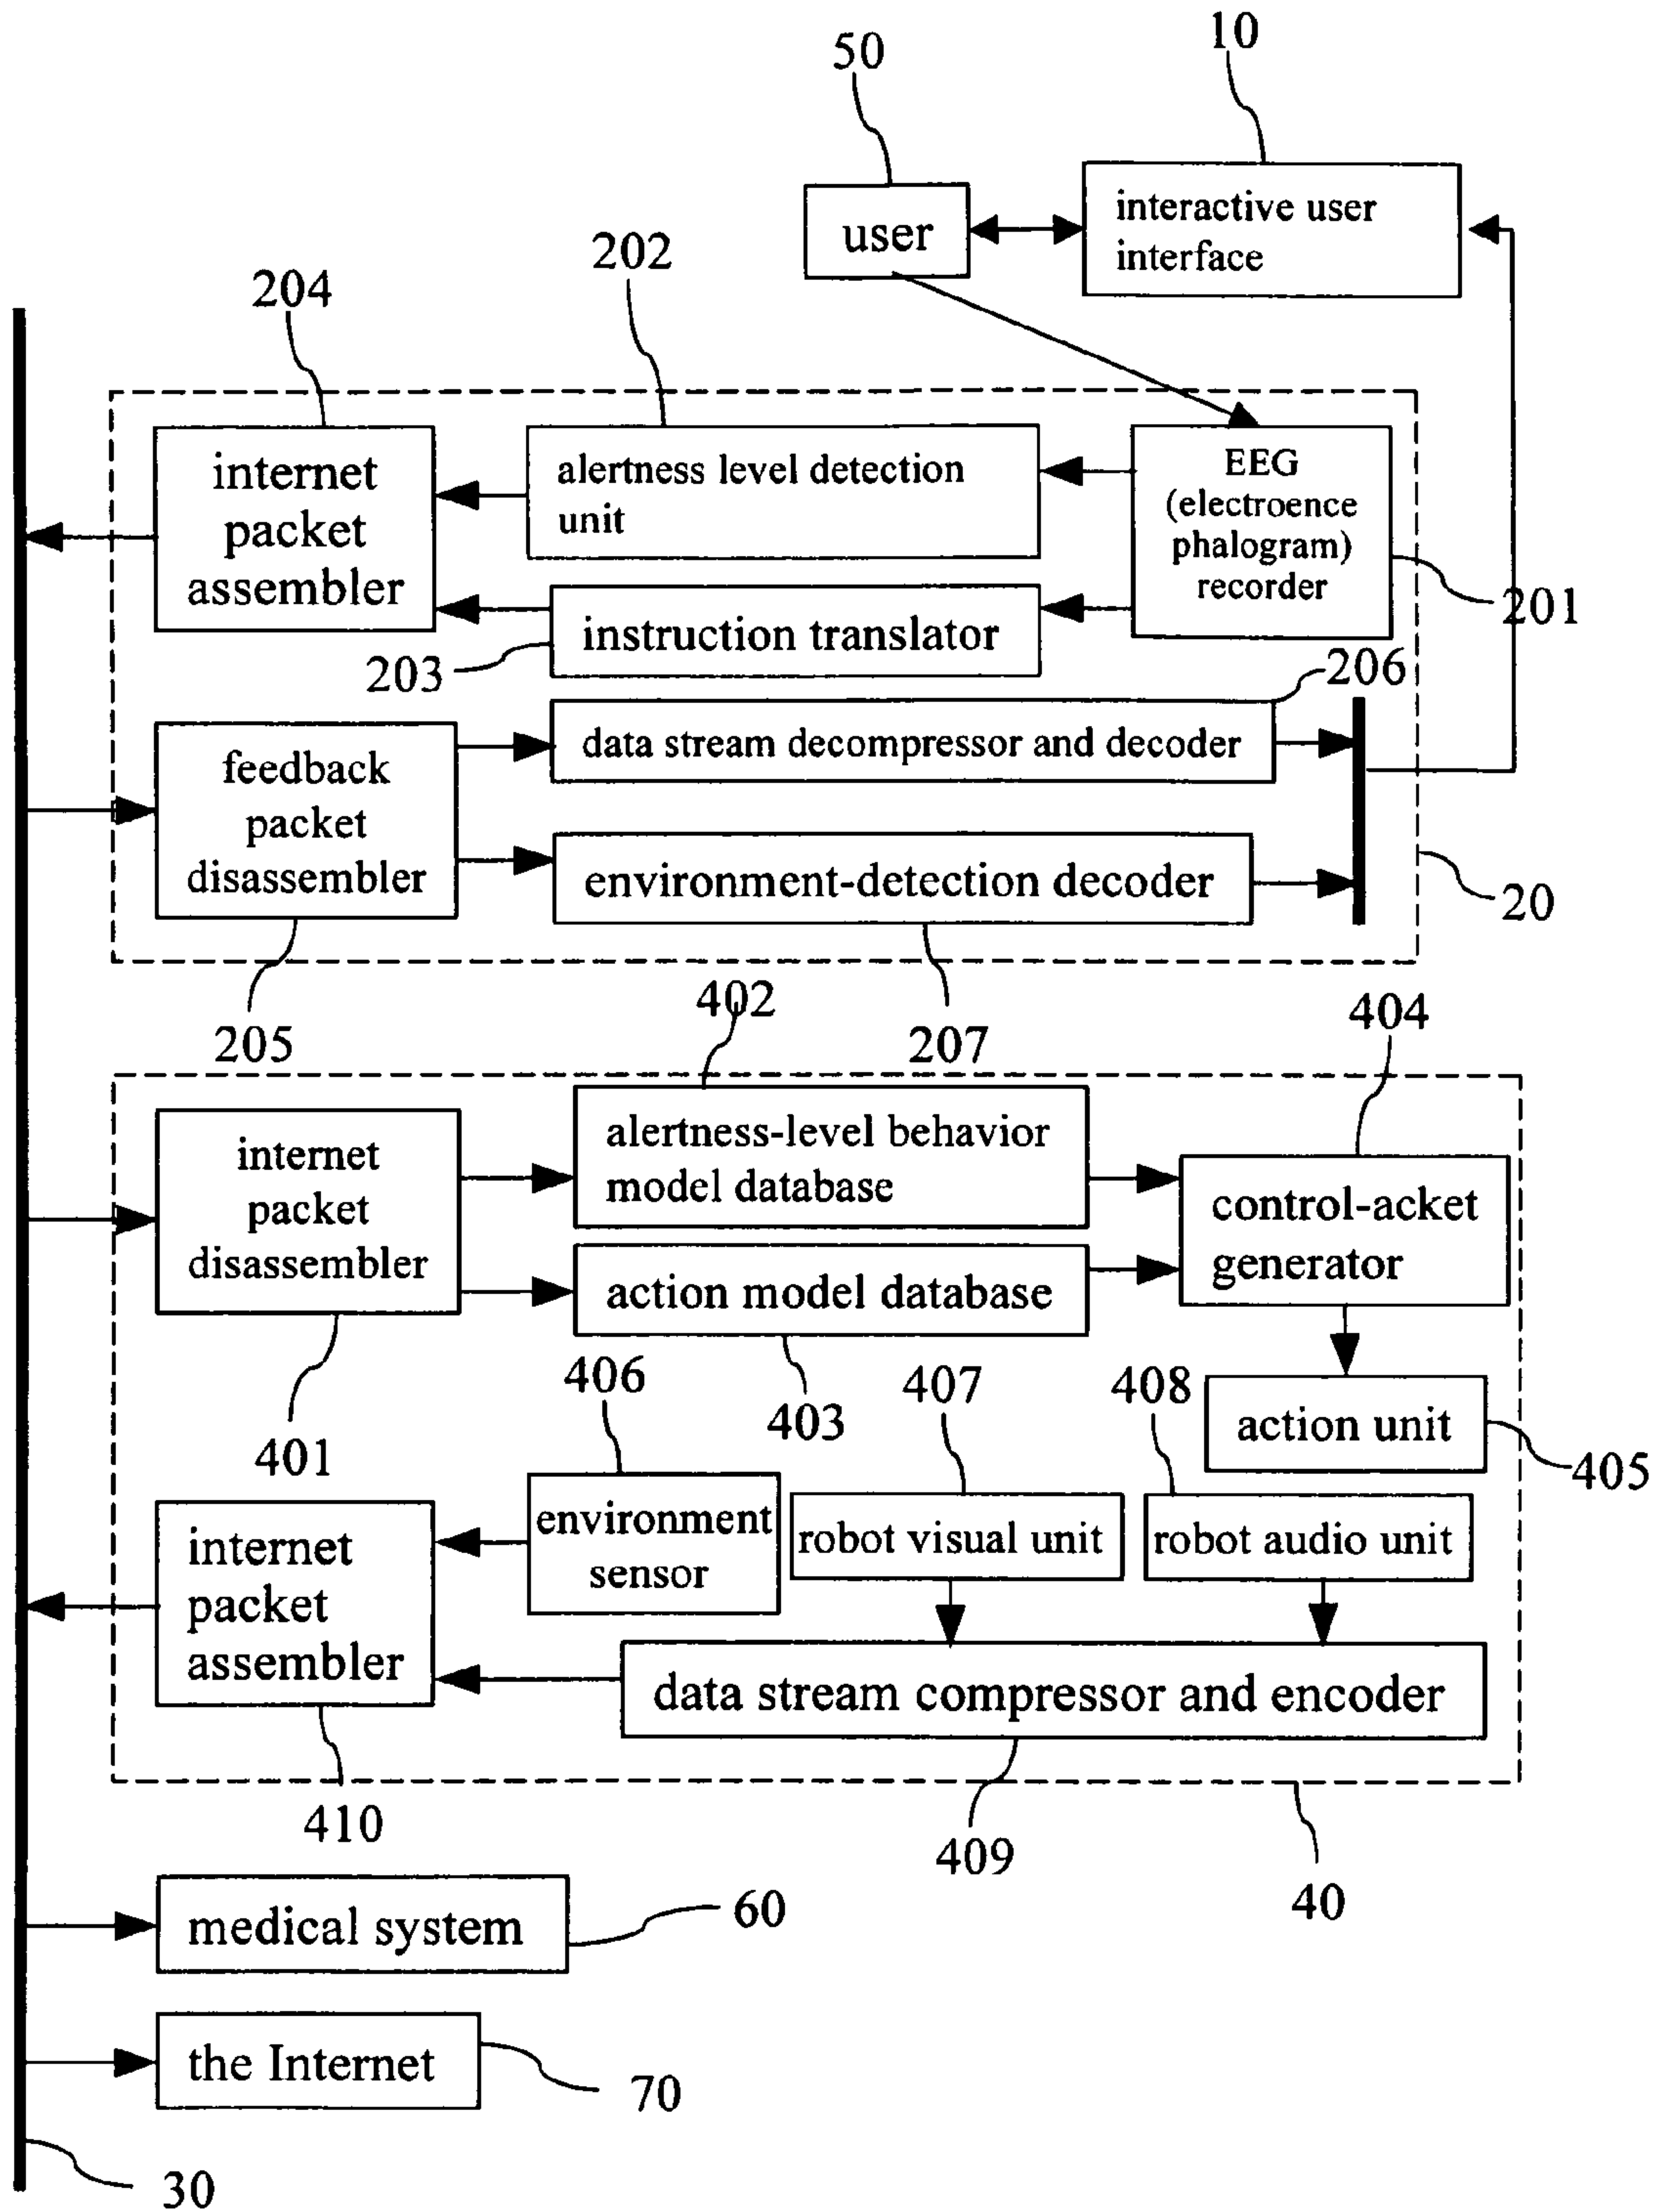 10
50
interactive user
interface
user
202
204
internet
packet
assembler
alertness level detection
unit
EEG
(electroence
phalogram)
recorder
201
instruction translator
203
206
data stream decompressor and decoder
feedback
packet
disassembler
environment-detection decoder
20
205
207
402
404
alertness-level behavior
model database
internet
packet
disassembler
control-acket
generator
action model database
401
403
406
407
408
action unit
405
environment
sensor
robot visual unit
robot audio unit
internet
packet
assembler
data stream compressor and encoder
410
409
40
medical system
60
the Internet
70
30